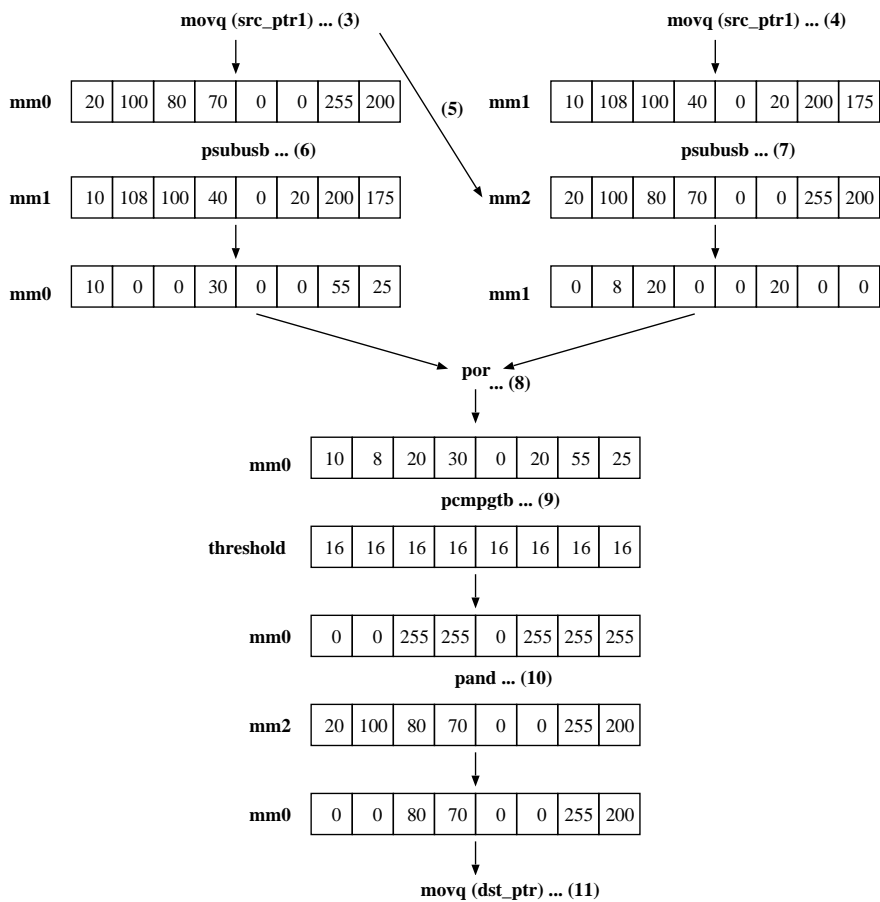 movq (src_ptr1) ... (3)
movq (src_ptr1) ... (4)
mm0 20 100 80 70 0 0 255 200
(5)
mm1 10 108 100 40 0 20 200 175
psubusb ... (6)
psubusb ... (7)
mm1 10 108 100 40 0 20 200 175
mm2 20 100 80 70 0 0 255 200
mm0 10 0 0 30 0 0 55 25
mm1 0 8 20 0 0 20 0 0
por
... (8)
mm0 10 8 20 30 0 20 55 25
pcmpgtb ... (9)
threshold 16 16 16 16 16 16 16 16
mm0 0 0 255 255 0 255 255 255
pand ... (10)
mm2 20 100 80 70 0 0 255 200
mm0 0 0 80 70 0 0 255 200
movq (dst_ptr) ... (11)